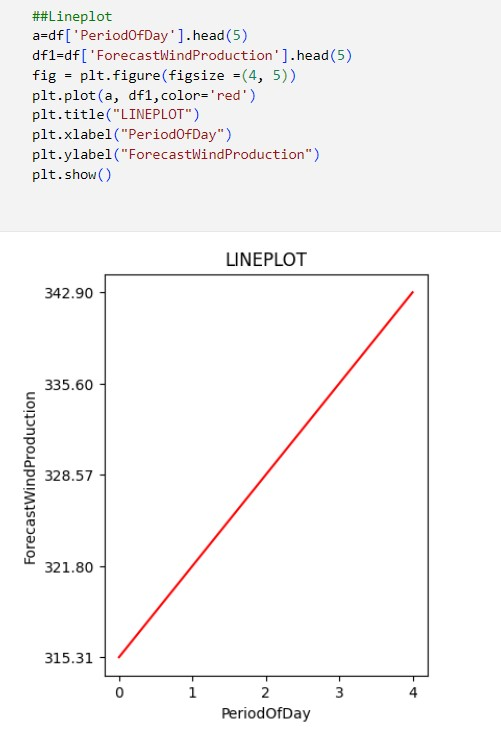 ##Lineplot
a=df['PeriodOfDay'].head(5)
df1=df['ForecastWindProduction'].head(5)
fig = plt.figure(figsize =(4, 5))
plt.plot(a, df1,color='red')
plt.title("LINEPLOT")
plt.xlabel("PeriodOfDay")
plt.ylabel("ForecastWindProduction")
plt.show()
LINEPLOT
342.90
335.60
328.57
321.80
315.31
ForecastWindProduction
0 1 2 3 4
PeriodOfDay